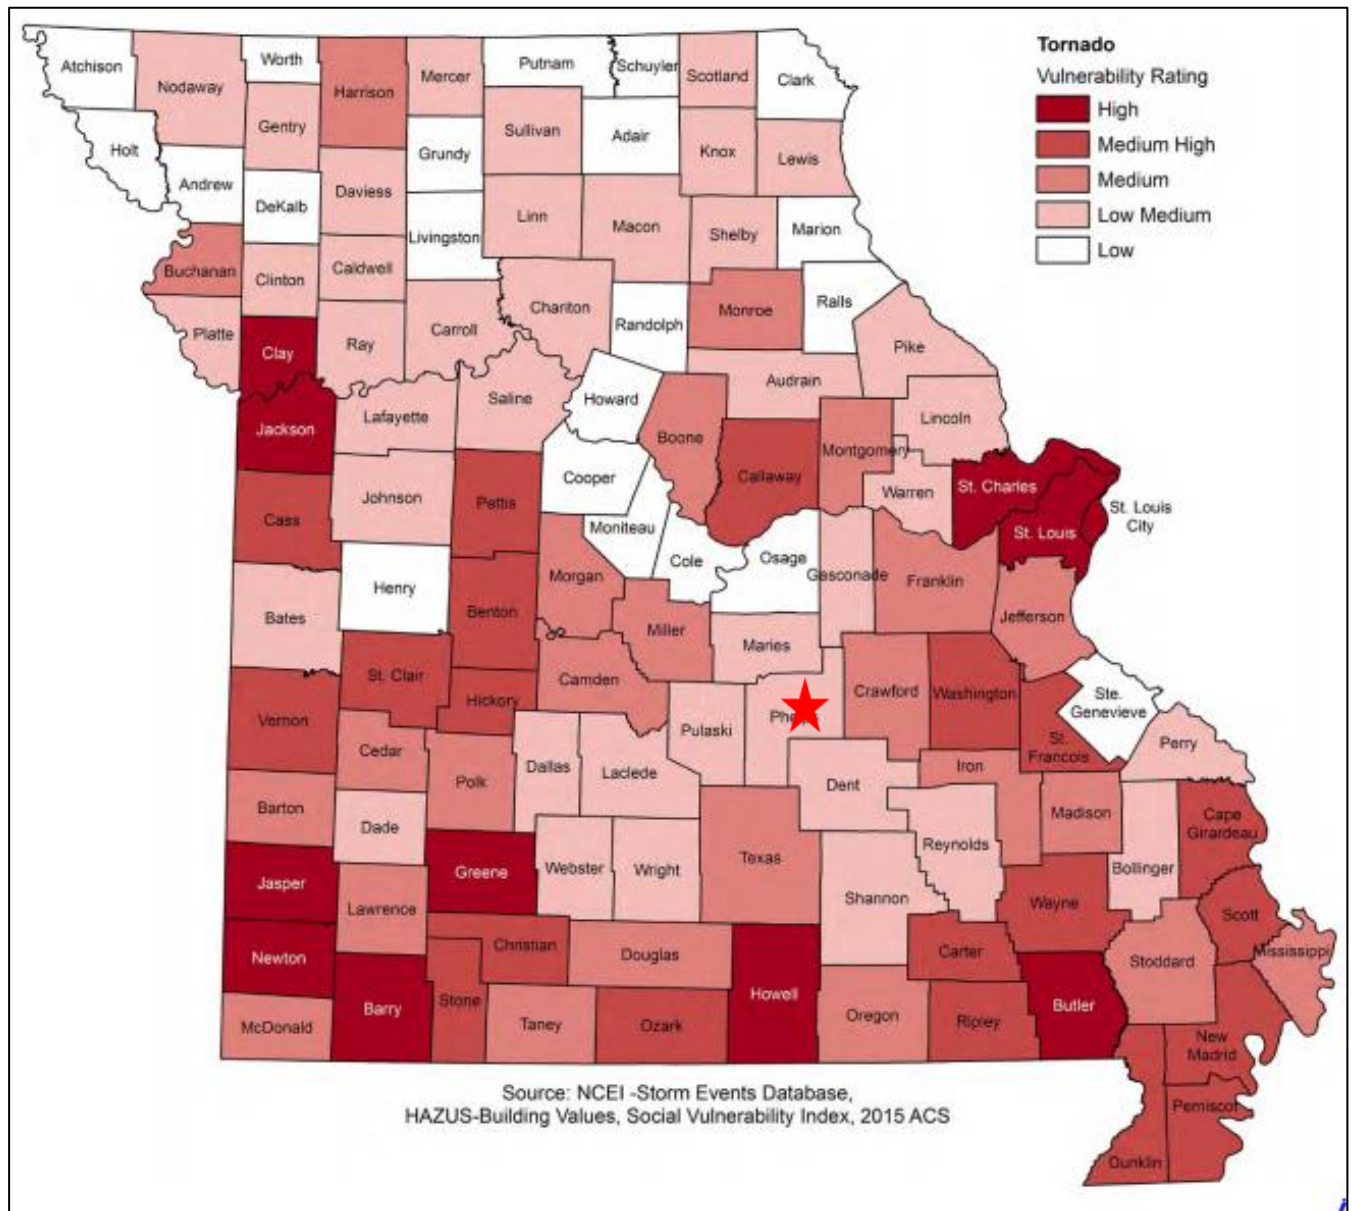 Tornado
Vulnerability Rating
High
Medium High
Medium
Low Medium
Low
Atchison
Nodaway
Worth
Harrison
Mercer
Putnam
Schuyler
Scotland
Clark
Holt
Gentry
Sullivan
Adair
Knox
Lewis
Andrew
DeKalb
Daviess
Grundy
Linn
Macon
Shelby
Marion
Livingston
Buchanan
Clinton
Caldwell
Chariton
Randolph
Monroe
Ralls
Platte
Clay
Ray
Carroll
Pike
Audrain
Jackson
Lafayette
Saline
Howard
Boone
Lincoln
Callaway
Montgomery
Cass
Johnson
Pettis
Cooper
Warren
St. Charles
St. Louis
St. Louis
City
Moniteau
Cole
Osage
Gasconade
Franklin
Jefferson
Bates
Henry
Benton
Morgan
Miller
Maries
St. Clair
Hickory
Camden
Pulaski
Crawford
Washington
Ste.
Genevieve
Vernon
Cedar
Polk
Dallas
Laclede
Dent
Iron
St.
Francois
Perry
Barton
Dade
Texas
Reynolds
Madison
Cape
Girardeau
Jasper
Greene
Webster
Wright
Shannon
Bollinger
Lawrence
Wayne
Scott
Newton
Christian
Douglas
Carter
Stoddard
Mississippi
McDonald
Barry
Stone
Taney
Ozark
Howell
Oregon
Ripley
Butler
New
Madrid
Pemiscot
Dunklin
Source: NCEI -Storm Events Database,
HAZUS-Building Values, Social Vulnerability Index, 2015 ACS